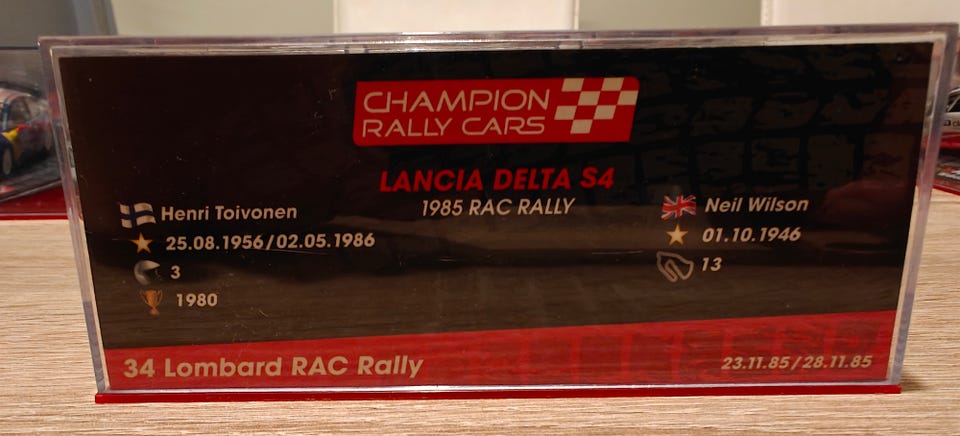 CHAMPION
RALLY CARS
LANCIA DELTA S4
1985 RAC RALLY
Henri Toivonen
25.08.1956/02.05.1986
3
1980
Neil Wilson
01.10.1946
13
34 Lombard RAC Rally
23.11.85/28.11.85